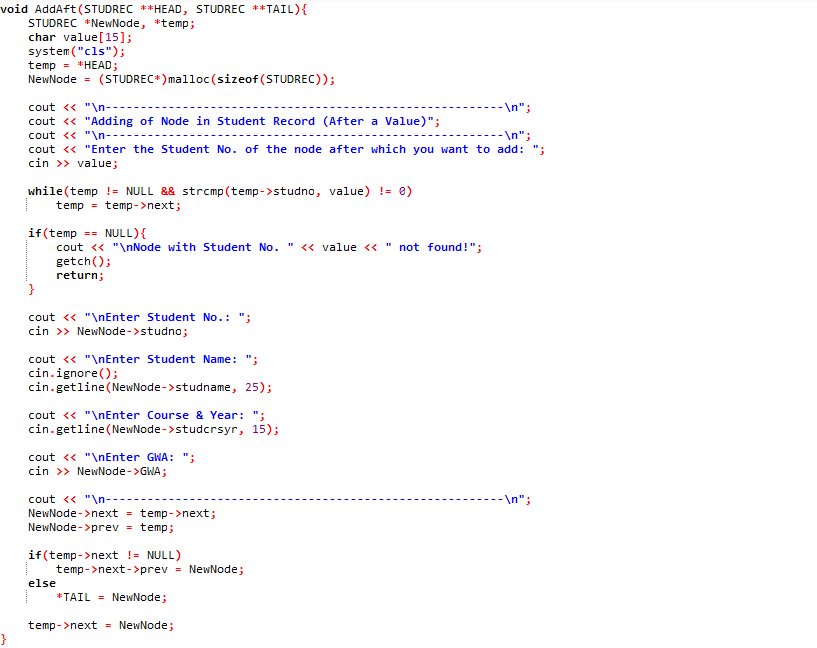 void AddAft(STUDREC **HEAD, STUDREC **TAIL){
    STUDREC *NewNode, *temp;
    char value[15];
    system("cls");
    temp = *HEAD;
    NewNode = (STUDREC*)malloc(sizeof(STUDREC));

    cout << "\n---------------------------------------------------------\n";
    cout << "Adding of Node in Student Record (After a Value)";
    cout << "\n---------------------------------------------------------\n";
    cout << "Enter the Student No. of the node after which you want to add: ";
    cin >> value;

    while(temp != NULL && strcmp(temp->studno, value) != 0)
        temp = temp->next;

    if(temp == NULL){
        cout << "\nNode with Student No. " << value << " not found!";
        getch();
        return;
    }

    cout << "\nEnter Student No.: ";
    cin >> NewNode->studno;

    cout << "\nEnter Student Name: ";
    cin.ignore();
    cin.getline(NewNode->studname, 25);

    cout << "\nEnter Course & Year: ";
    cin.getline(NewNode->studcrsyr, 15);

    cout << "\nEnter GWA: ";
    cin >> NewNode->GWA;

    cout << "\n---------------------------------------------------------\n";
    NewNode->next = temp->next;
    NewNode->prev = temp;

    if(temp->next != NULL)
        temp->next->prev = NewNode;
    else
        *TAIL = NewNode;

    temp->next = NewNode;
}